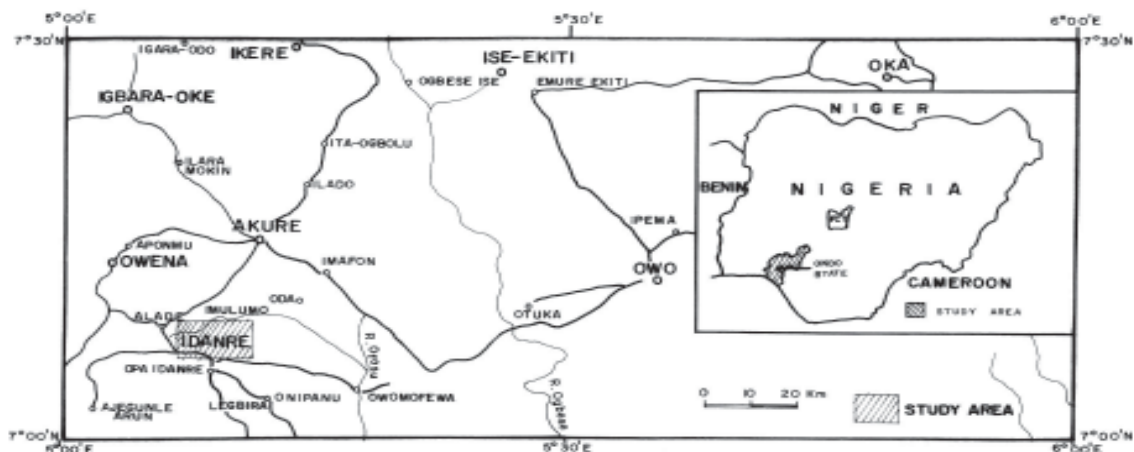 5°00'E
5°30'E
6°00'E
7°30'N
7°30'N
IGARA-ODO
IKERE
ISE-EKITI
OGBESE ISE
EMURE EKITI
OKA
IGBARA-OKE
ITA-OGBOLU
ILARA
MOKIN
ILADO
IPEMA
AKURE
APONMU
OWENA
IMAFON
OWO
ODA
IMULUMO
ALADE
OTUKA
IDANRE
OPA IDANRE
ONIPANU
OWOMOFEWA
AJEGUNLE
ARUN
LEGBIRA
NIGER
BENIN
NIGERIA
ONDO
STATE
CAMEROON
STUDY AREA
0 10 20 Km
STUDY AREA
7°00'N
7°00'N
5°00'E
5°30'E
6°00'E